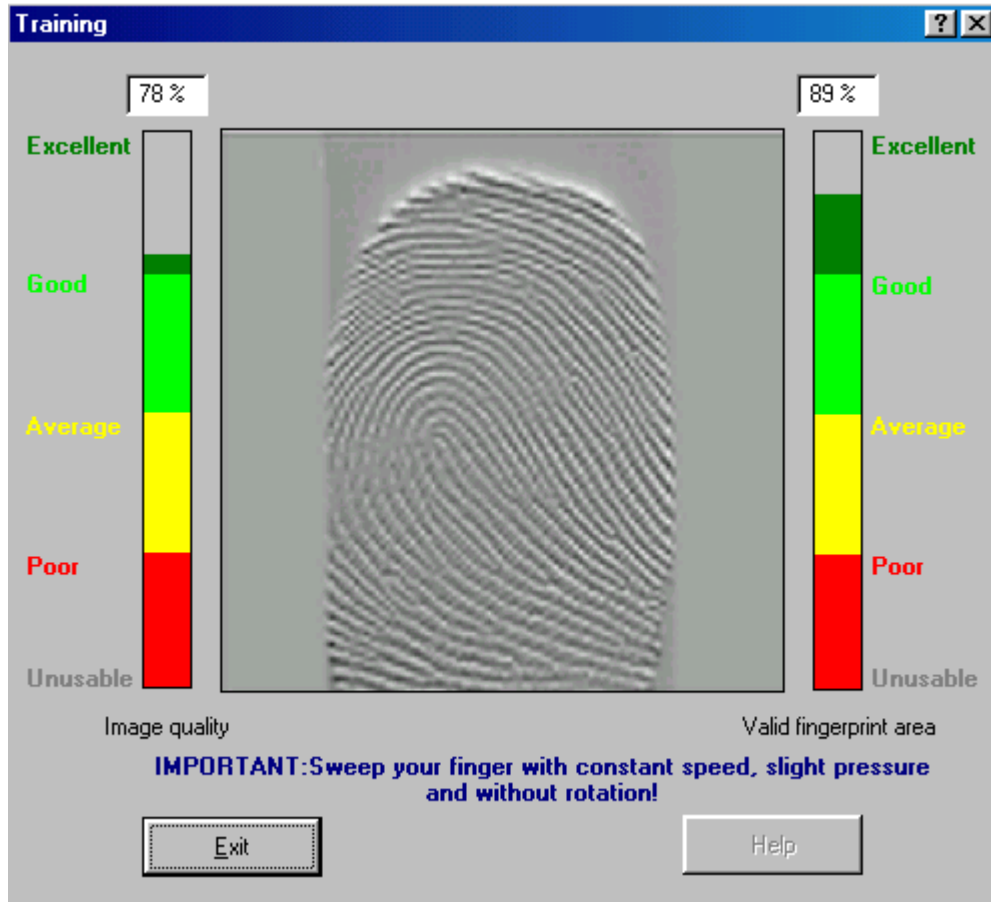 Training
78 %
89 %
Excellent
Excellent
Good
Good
Average
Average
Poor
Poor
Unusable
Unusable
Image quality
Valid fingerprint area
IMPORTANT:Sweep your finger with constant speed, slight pressure
and without rotation!
Exit
Help